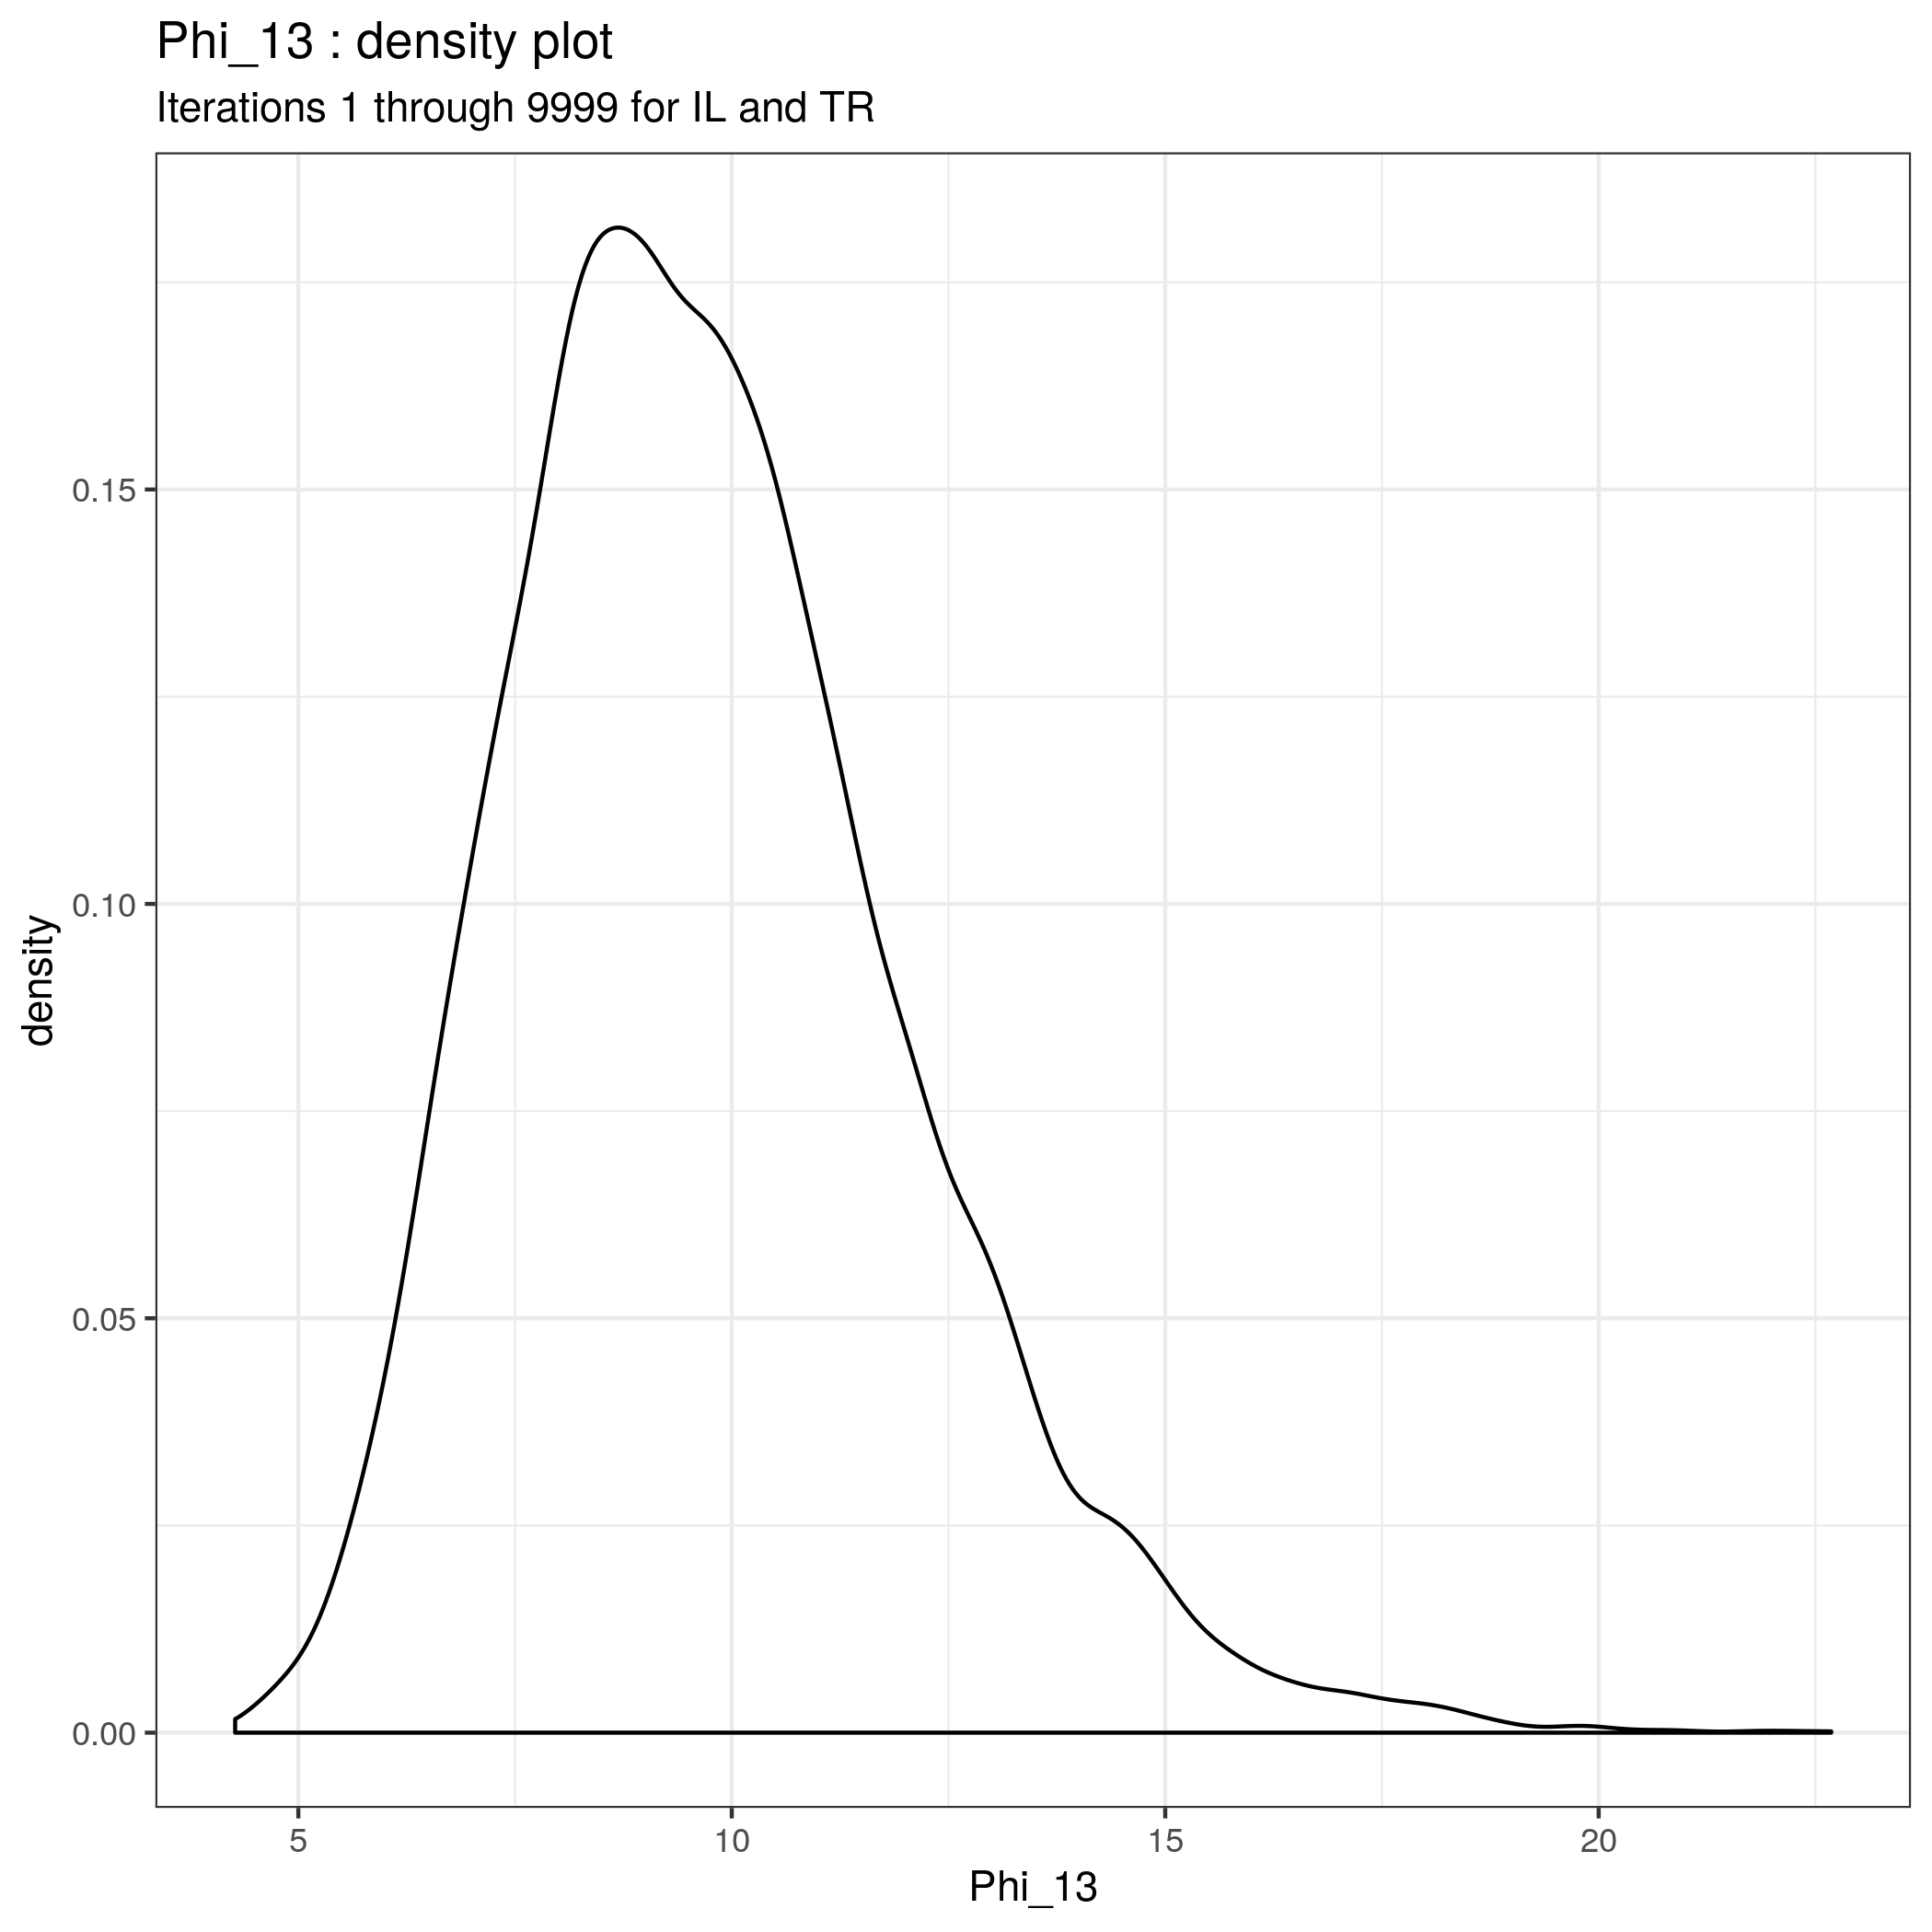 Phi_13 : density plot
Iterations 1 through 9999 for IL and TR
density
0.15
0.10
0.05
0.00
5 10 15 20
Phi_13